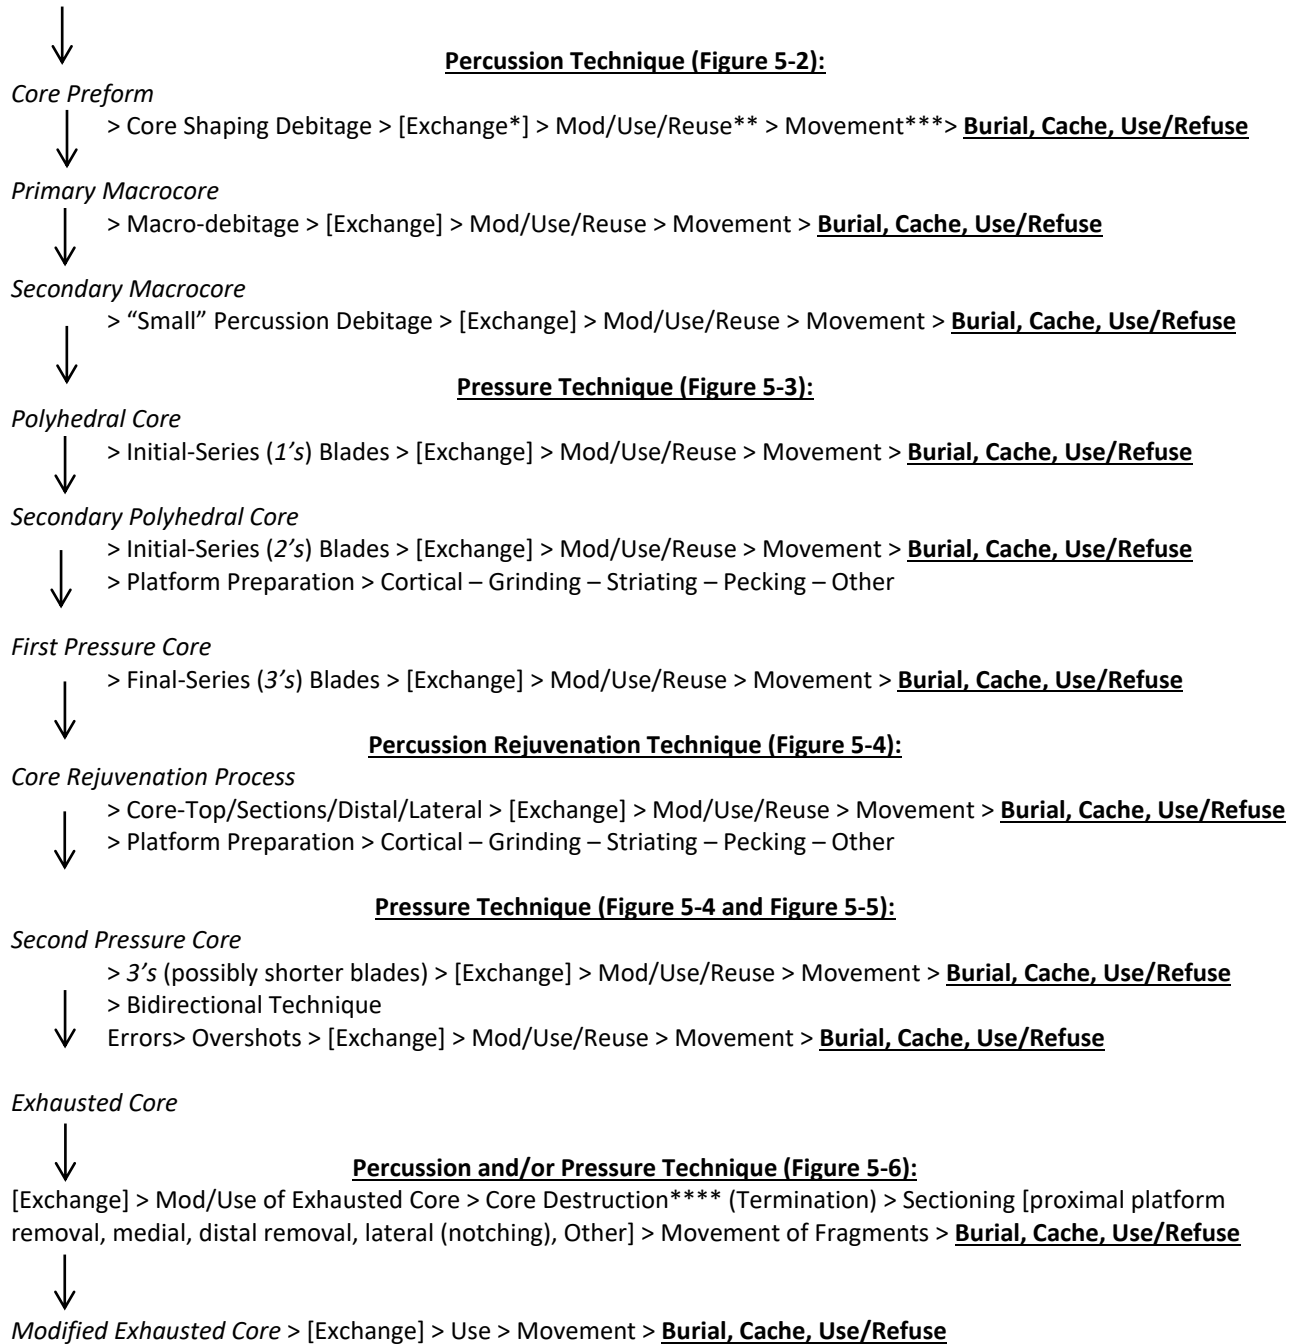 Percussion Technique (Figure 5-2):
Core Preform
> Core Shaping Debitage > [Exchange*] > Mod/Use/Reuse** > Movement***> Burial, Cache, Use/Refuse
Primary Macrocore
> Macro-debitage > [Exchange] > Mod/Use/Reuse > Movement > Burial, Cache, Use/Refuse
Secondary Macrocore
> “Small” Percussion Debitage > [Exchange] > Mod/Use/Reuse > Movement > Burial, Cache, Use/Refuse
Pressure Technique (Figure 5-3):
Polyhedral Core
> Initial-Series (1’s) Blades > [Exchange] > Mod/Use/Reuse > Movement > Burial, Cache, Use/Refuse
Secondary Polyhedral Core
> Initial-Series (2’s) Blades > [Exchange] > Mod/Use/Reuse > Movement > Burial, Cache, Use/Refuse
> Platform Preparation > Cortical – Grinding – Striating – Pecking – Other
First Pressure Core
> Final-Series (3’s) Blades > [Exchange] > Mod/Use/Reuse > Movement > Burial, Cache, Use/Refuse
Percussion Rejuvenation Technique (Figure 5-4):
Core Rejuvenation Process
> Core-Top/Sections/Distal/Lateral > [Exchange] > Mod/Use/Reuse > Movement > Burial, Cache, Use/Refuse
> Platform Preparation > Cortical – Grinding – Striating – Pecking – Other
Pressure Technique (Figure 5-4 and Figure 5-5):
Second Pressure Core
> 3’s (possibly shorter blades) > [Exchange] > Mod/Use/Reuse > Movement > Burial, Cache, Use/Refuse
> Bidirectional Technique
Errors> Overshots > [Exchange] > Mod/Use/Reuse > Movement > Burial, Cache, Use/Refuse
Exhausted Core
Percussion and/or Pressure Technique (Figure 5-6):
[Exchange] > Mod/Use of Exhausted Core > Core Destruction**** (Termination) > Sectioning [proximal platform
removal, medial, distal removal, lateral (notching), Other] > Movement of Fragments > Burial, Cache, Use/Refuse
Modified Exhausted Core > [Exchange] > Use > Movement > Burial, Cache, Use/Refuse